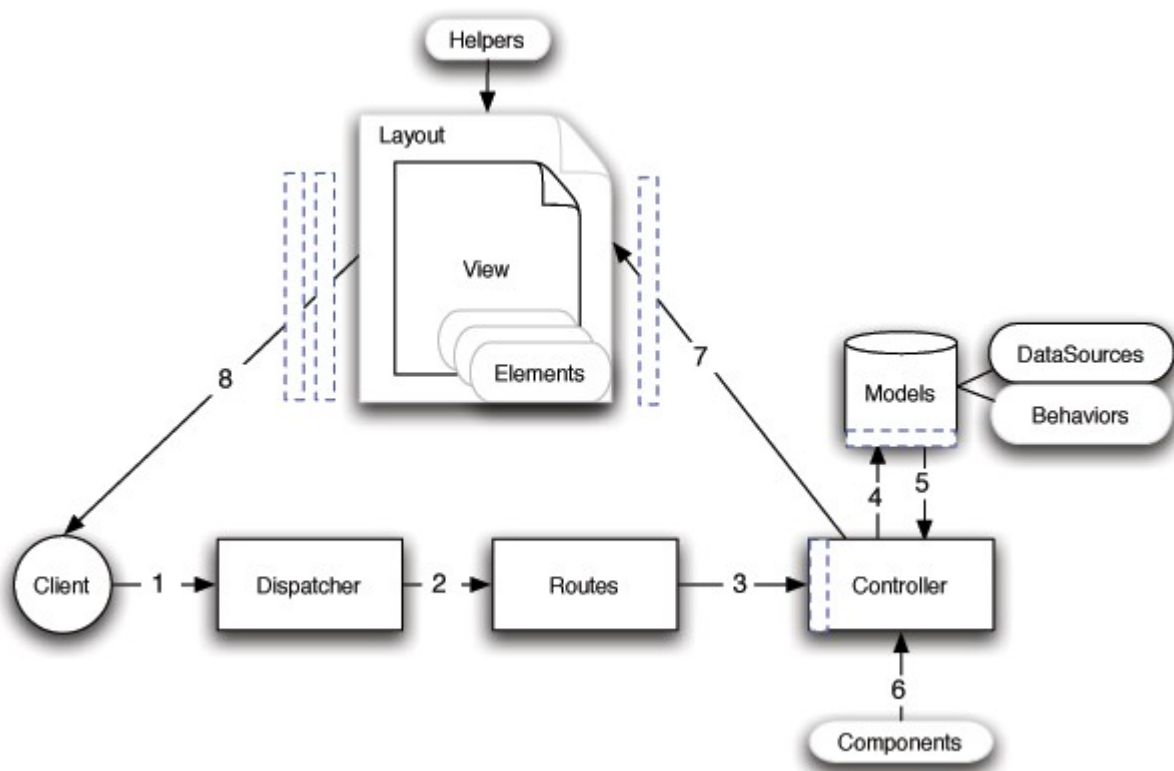 Helpers
Layout
View
Elements
8
7
DataSources
Models
Behaviors
4
5
Client
1
Dispatcher
2
Routes
3
Controller
6
Components